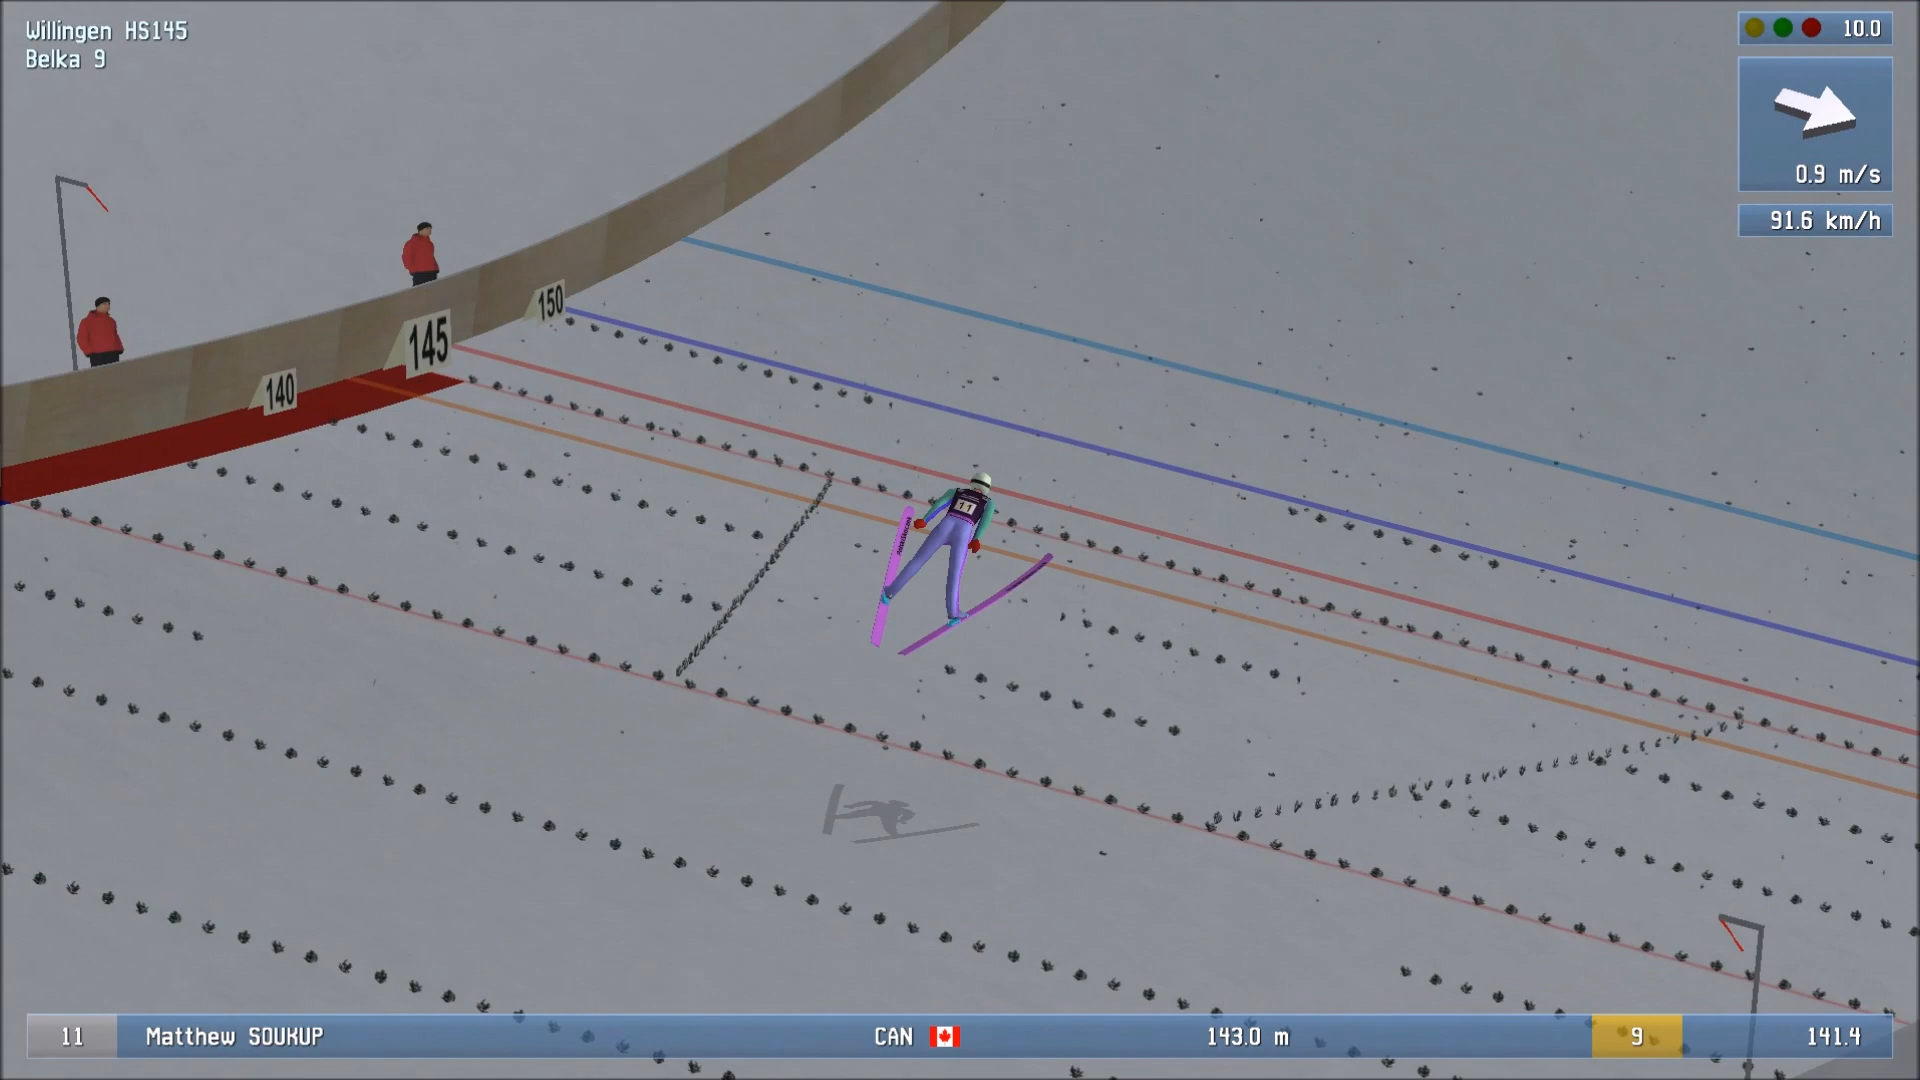 Willingen HS145
Belka 9
10.0
0.9 m/s
91.6 km/h
150
145
140
11
11 Matthew SOUKUP CAN 143.0 m 9 141.4